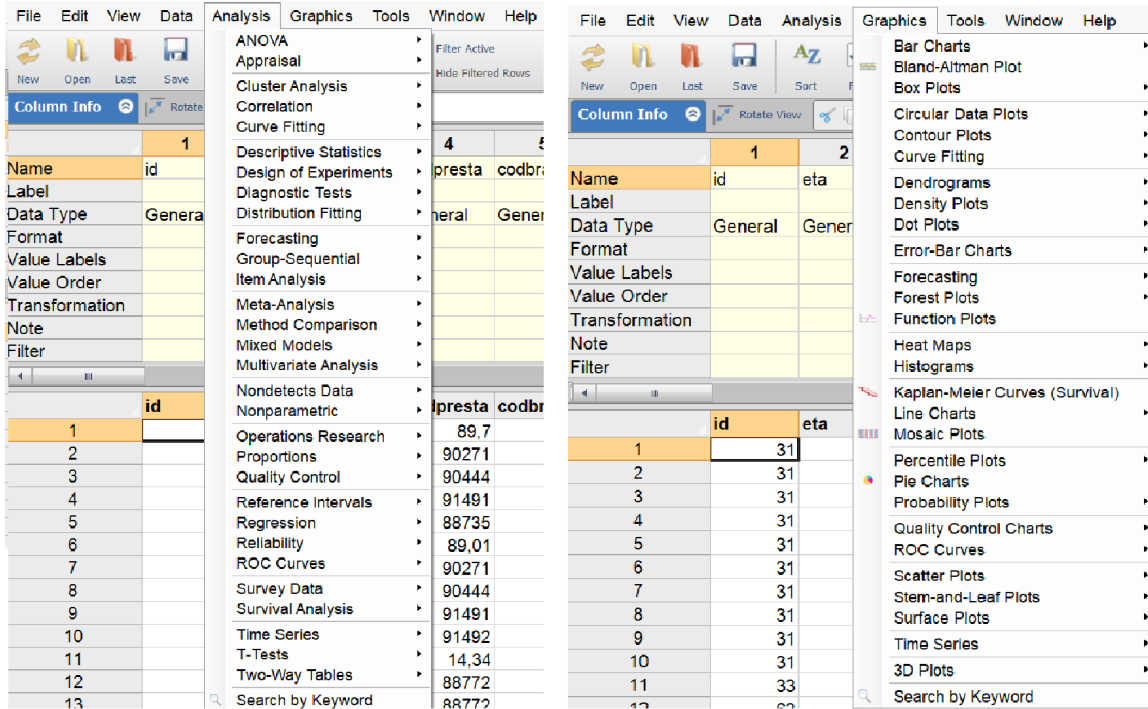 File Edit View Data Analysis Graphics Tools Window Help
New Open Last Save
Filter Active
Hide Filtered Rows
Column Info Rotate
1 4
Name id dpresta codbr
Label
Data Type Genera neral Gener
Format
Value Labels
Value Order
Transformation
Note
Filter
id dpresta codbr
1 89,7
2 90271
3 90444
4 91491
5 88735
6 89,01
7 90271
8 90444
9 91491
10 91492
11 14,34
12 88772
13 88772
ANOVA
Appraisal
Cluster Analysis
Correlation
Curve Fitting
Descriptive Statistics
Design of Experiments
Diagnostic Tests
Distribution Fitting
Forecasting
Group-Sequential
Item Analysis
Meta-Analysis
Method Comparison
Mixed Models
Multivariate Analysis
Nondetects Data
Nonparametric
Operations Research
Proportions
Quality Control
Reference Intervals
Regression
Reliability
ROC Curves
Survey Data
Survival Analysis
Time Series
T-Tests
Two-Way Tables
Search by Keyword
File Edit View Data Analysis Graphics Tools Window Help
New Open Last Save Sort
Column Info Rotate View
1 2
Name id eta
Label
Data Type General Gener
Format
Value Labels
Value Order
Transformation
Note
Filter
id eta
1 31
2 31
3 31
4 31
5 31
6 31
7 31
8 31
9 31
10 31
11 33
Bar Charts
Bland-Altman Plot
Box Plots
Circular Data Plots
Contour Plots
Curve Fitting
Dendrograms
Density Plots
Dot Plots
Error-Bar Charts
Forecasting
Forest Plots
Function Plots
Heat Maps
Histograms
Kaplan-Meier Curves (Survival)
Line Charts
Mosaic Plots
Percentile Plots
Pie Charts
Probability Plots
Quality Control Charts
ROC Curves
Scatter Plots
Stem-and-Leaf Plots
Surface Plots
Time Series
3D Plots
Search by Keyword